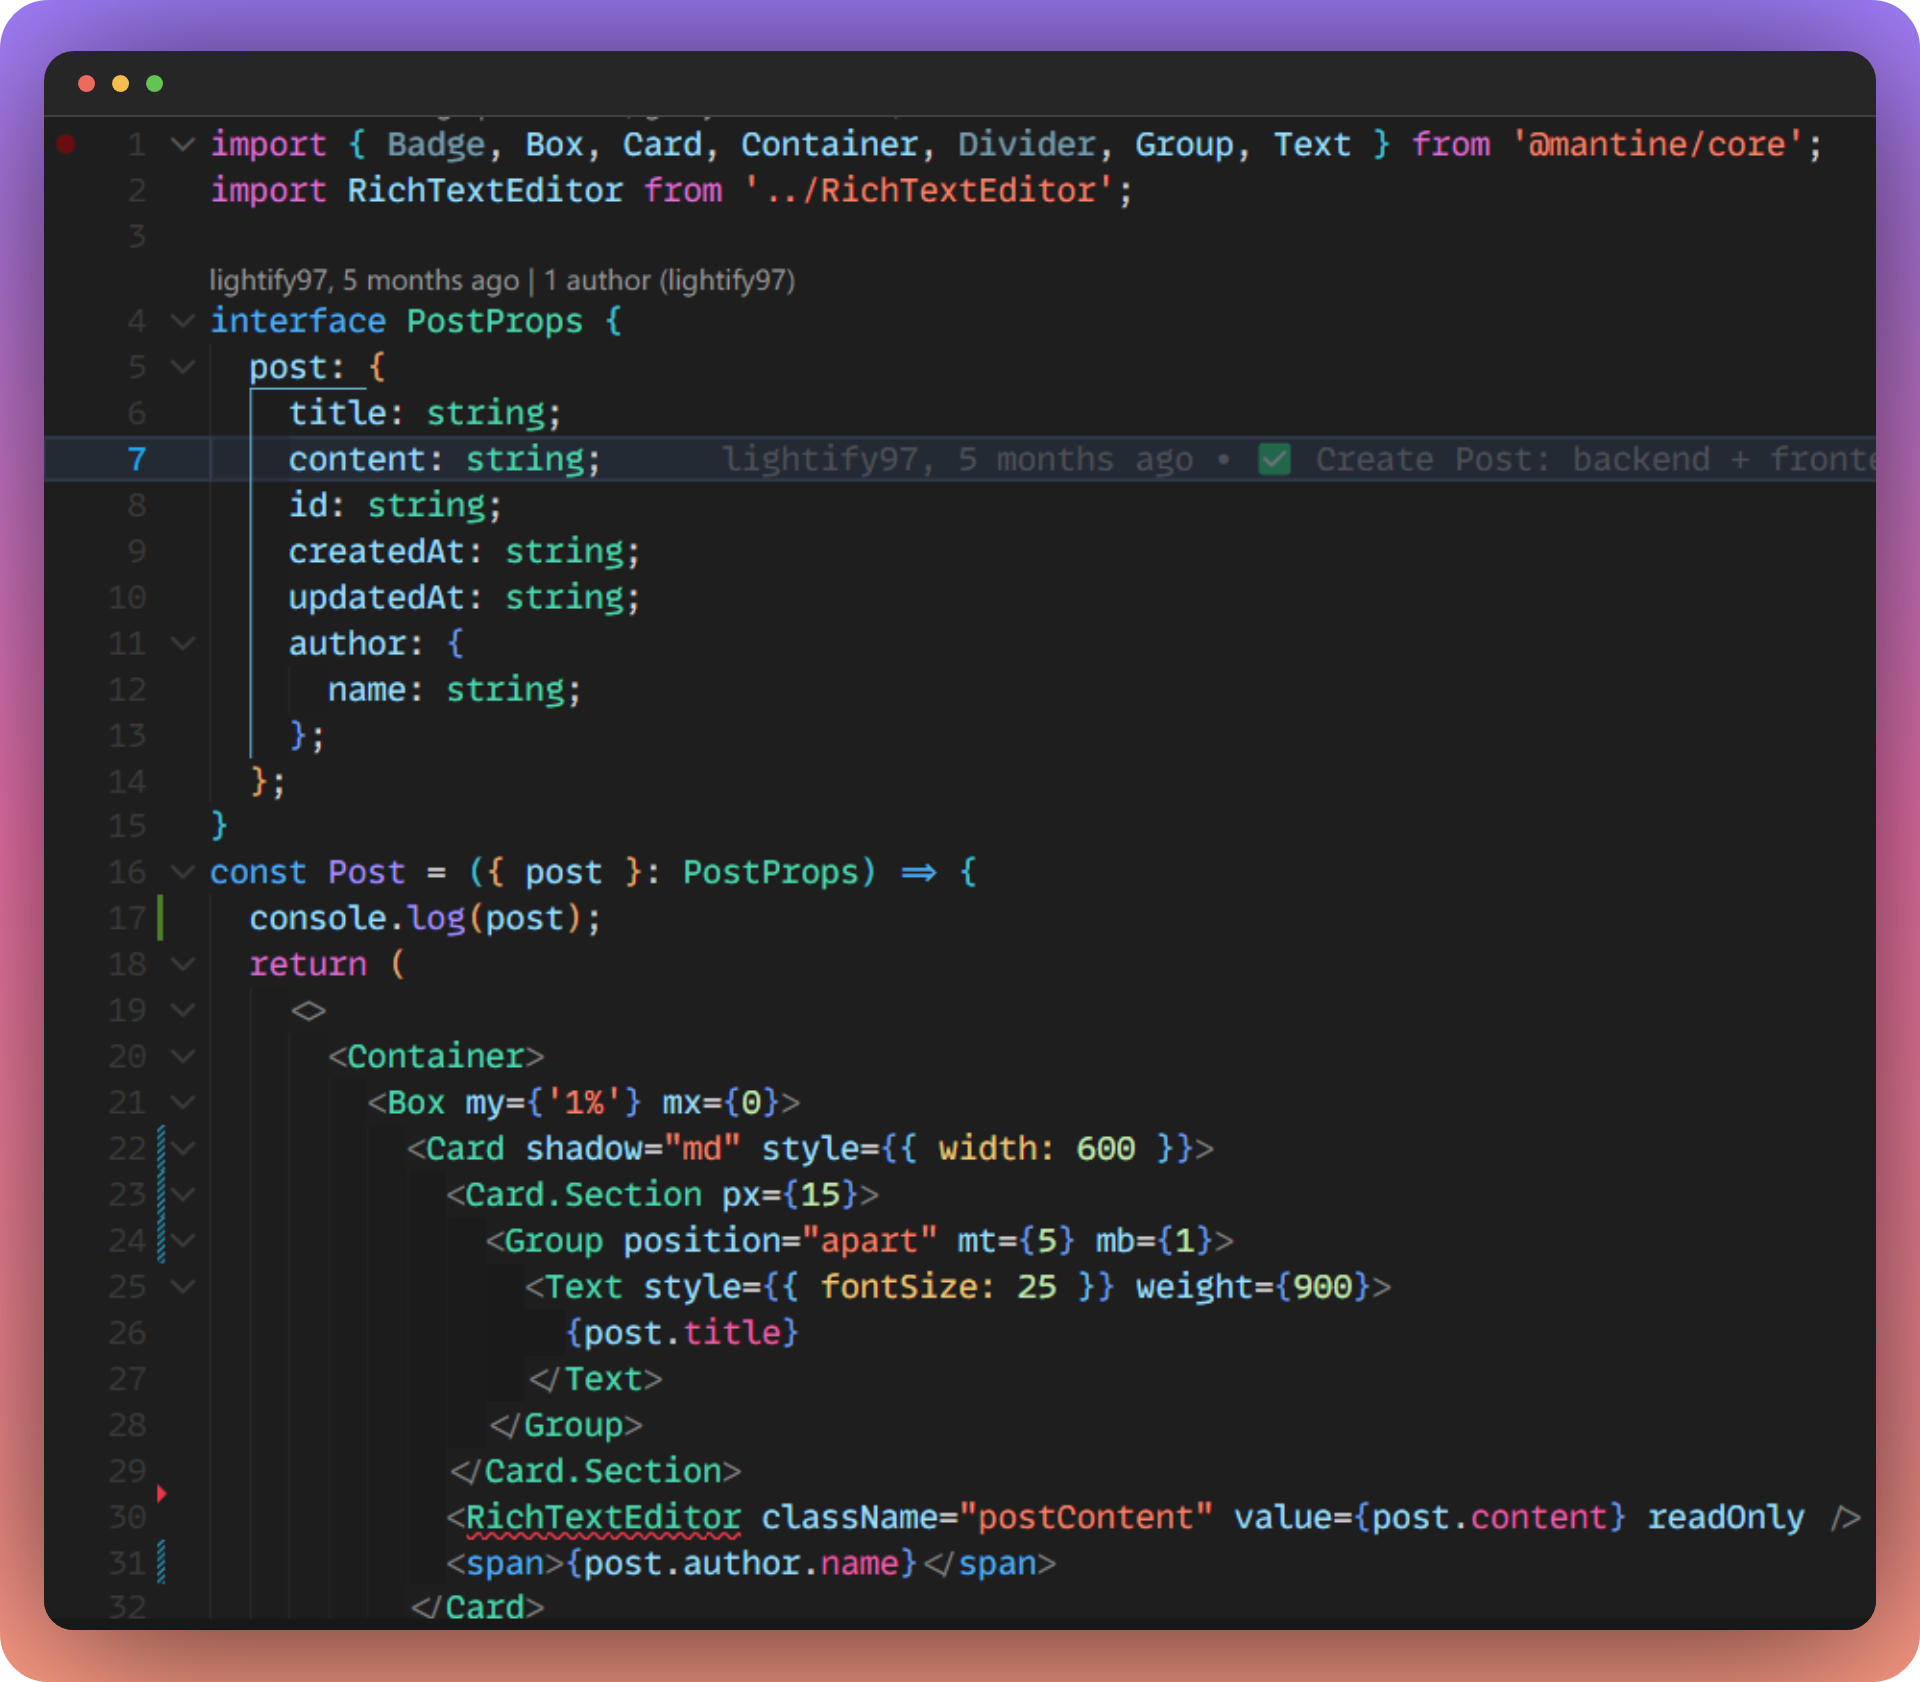 1 import { Badge, Box, Card, Container, Divider, Group, Text } from '@mantine/core';
2 import RichTextEditor from '../RichTextEditor';
3
lightify97, 5 months ago | 1 author (lightify97)
4 interface PostProps {
5 post: {
6 title: string;
7 content: string; lightify97, 5 months ago • ✅ Create Post: backend + fronte
8 id: string;
9 createdAt: string;
10 updatedAt: string;
11 author: {
12 name: string;
13 };
14 };
15 }
16 const Post = ({ post }: PostProps) => {
17 console.log(post);
18 return (
19 <>
20 <Container>
21 <Box my={'1%'} mx={0}>
22 <Card shadow="md" style={{ width: 600 }}>
23 <Card.Section px={15}>
24 <Group position="apart" mt={5} mb={1}>
25 <Text style={{ fontSize: 25 }} weight={900}>
26 {post.title}
27 </Text>
28 </Group>
29 </Card.Section>
30 <RichTextEditor className="postContent" value={post.content} readOnly />
31 <span>{post.author.name}</span>
32 </Card>